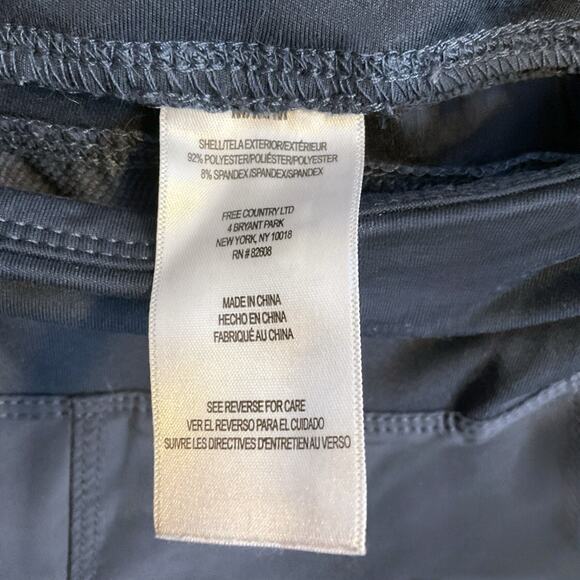 SHELL/TELA EXTERIOR/EXTÉRIEUR
92% POLYESTER/POLIÉSTER/POLYESTER
8% SPANDEX/SPANDEX/SPANDEX
FREE COUNTRY LTD
4 BRYANT PARK
NEW YORK, NY 10018
RN # 82608
MADE IN CHINA
HECHO EN CHINA
FABRIQUÉ AU CHINA
SEE REVERSE FOR CARE
VER EL REVERSO PARA EL CUIDADO
SUIVRE LES DIRECTIVES D'ENTRETIEN AU VERSO